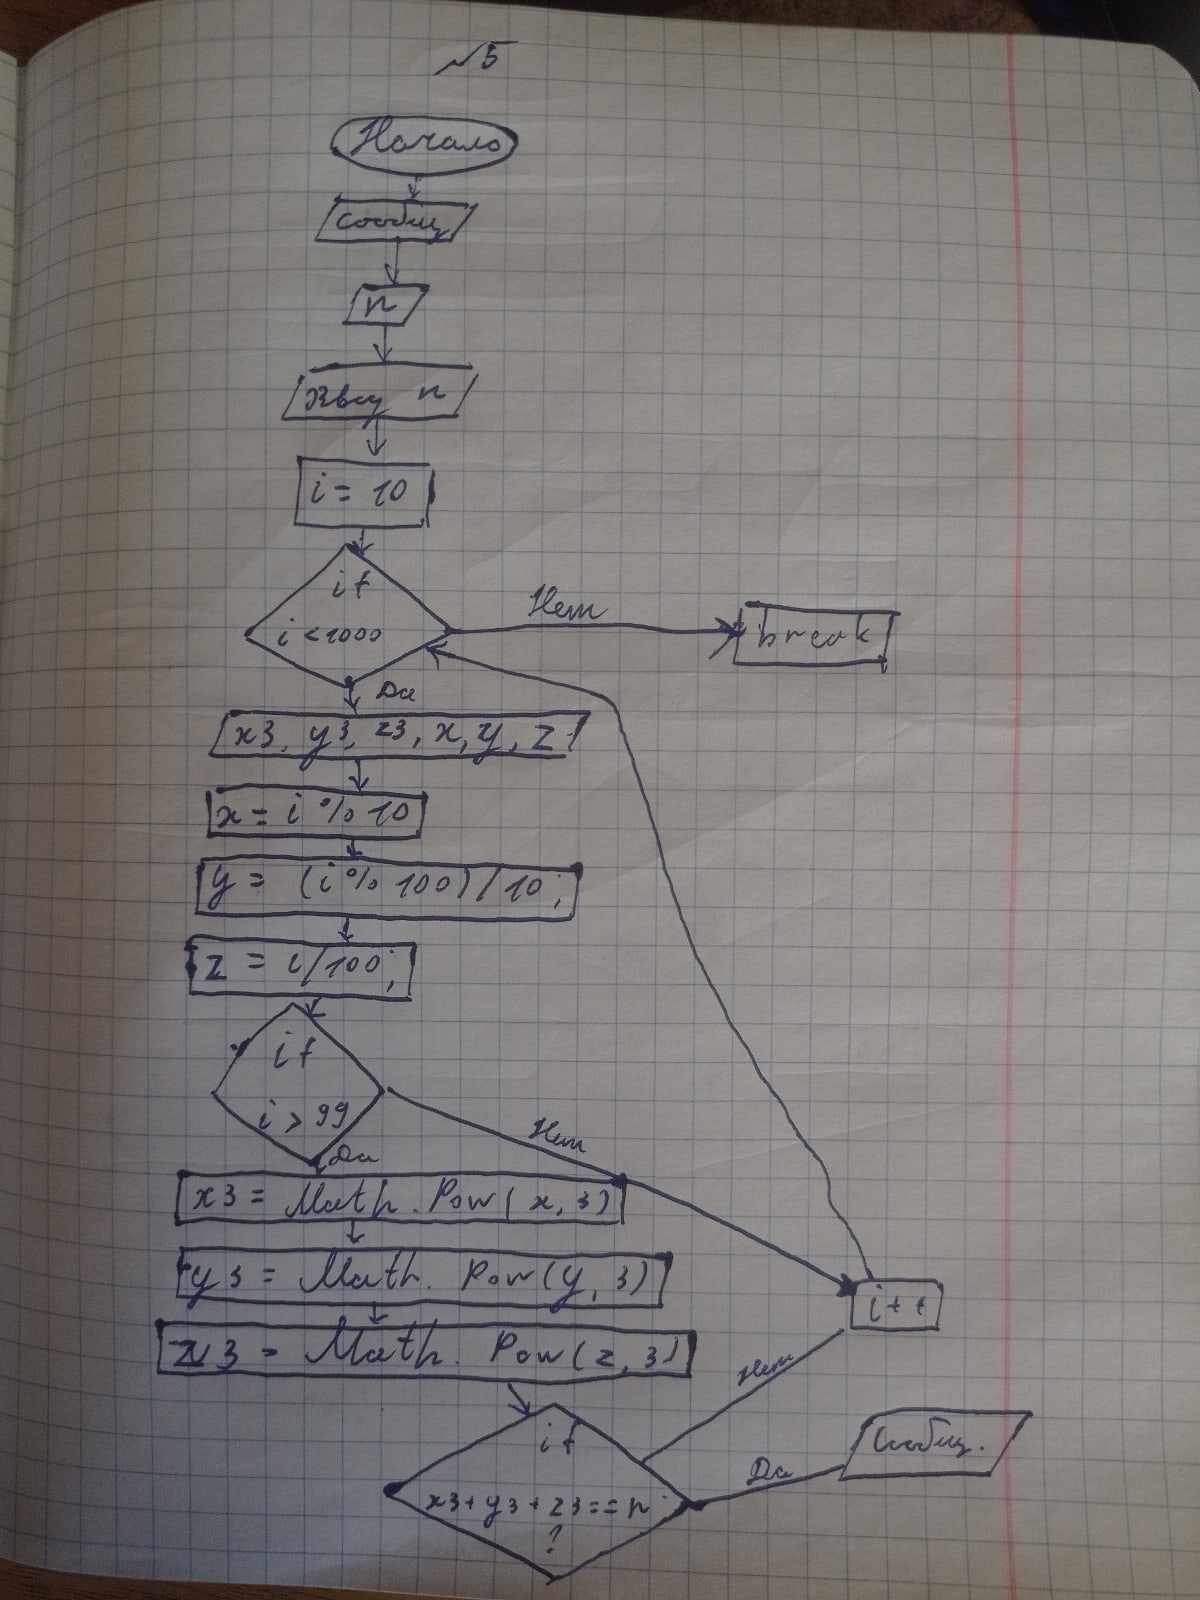 №5
Начало
Сообщ
n
Ввод n
i = 10
if
i < 1000
Нет
break
Да
x3, y3, z3, x, y, z
x = i % 10
y = (i % 100) / 10;
z = i/100;
if
i > 99
Нет
Да
x3 = Math. Pow( x, 3)
y3 = Math. Pow(y, 3)
i++
z3 = Math. Pow(z, 3)
Нет
if
Сообщ.
Да
x3+y3+z3==n
?